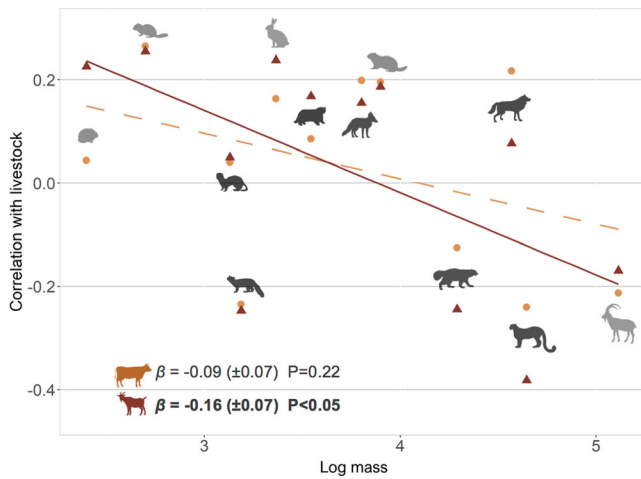 Correlation with livestock
0.2
0.0
-0.2
-0.4
β = -0.09 (±0.07) P=0.22
β = -0.16 (±0.07) P<0.05
3
4
5
Log mass